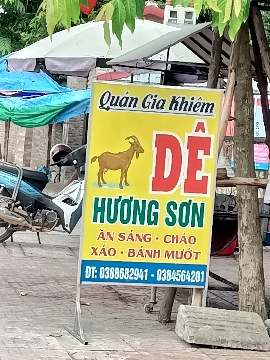 Quán Gia Khiêm
DÊ
HƯƠNG SƠN
ĂN SÁNG · CHÁO
XÁO · BÁNH MƯỚT
ĐT: 0398682941 - 0384564201